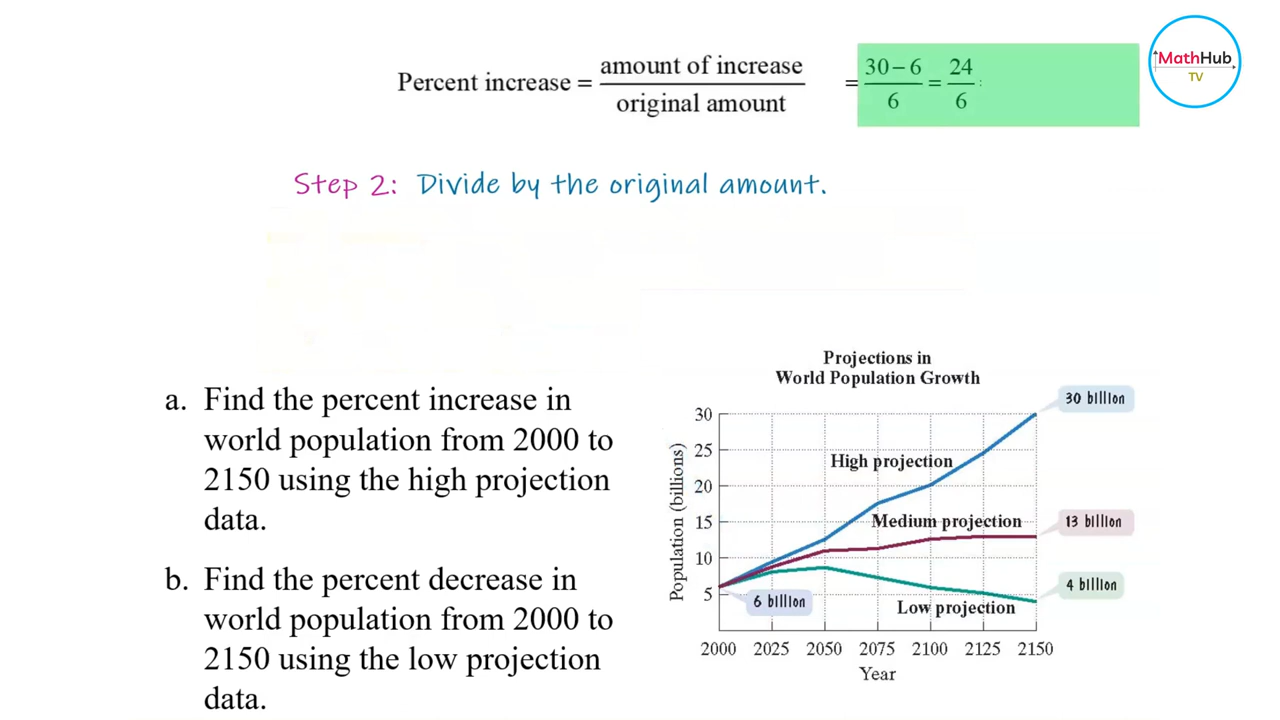 MathHub
TV
Percent increase = amount of increase / original amount = 30 – 6 / 6 = 24 / 6
Step 2: Divide by the original amount.
a. Find the percent increase in
world population from 2000 to
2150 using the high projection
data.
b. Find the percent decrease in
world population from 2000 to
2150 using the low projection
data.
Projections in
World Population Growth
30 billion
High projection
Medium projection
13 billion
4 billion
6 billion
Low projection
Population (billions)
30
25
20
15
10
5
2000 2025 2050 2075 2100 2125 2150
Year